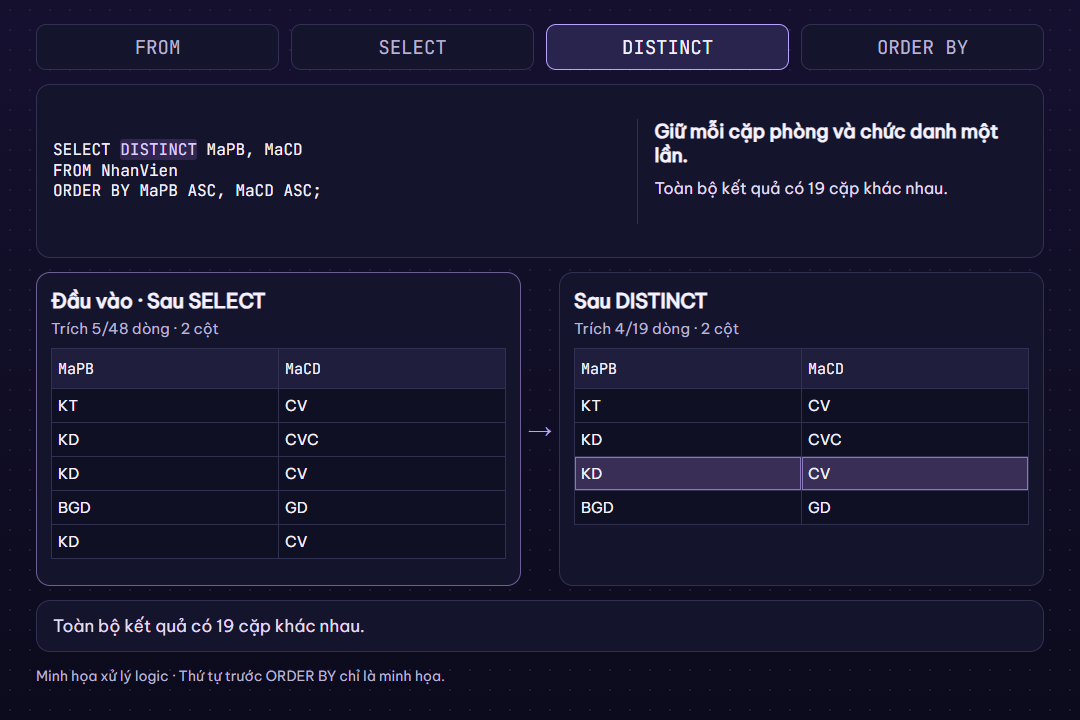 FROM
SELECT
DISTINCT
ORDER BY
SELECT DISTINCT MaPB, MaCD
FROM NhanVien
ORDER BY MaPB ASC, MaCD ASC;
Giữ mỗi cặp phòng và chức danh một
lần.
Toàn bộ kết quả có 19 cặp khác nhau.
Đầu vào · Sau SELECT
Trích 5/48 dòng · 2 cột
MaPB MaCD
KT CV
KD CVC
KD CV
BGD GD
KD CV
→
Sau DISTINCT
Trích 4/19 dòng · 2 cột
MaPB MaCD
KT CV
KD CVC
KD CV
BGD GD
Toàn bộ kết quả có 19 cặp khác nhau.
Minh họa xử lý logic · Thứ tự trước ORDER BY chỉ là minh họa.